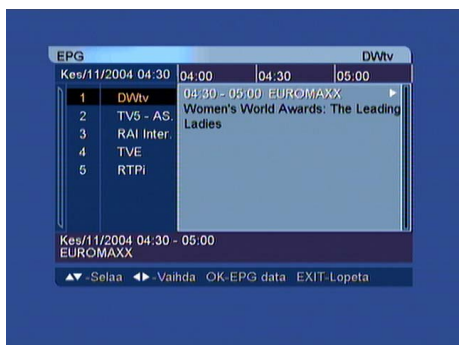 EPG DWtv
Kes/11/2004 04:30 04:00 04:30 05:00
1 DWtv
2 TV5 - AS.
3 RAI Inter.
4 TVE
5 RTPi
04:30 - 05:00 EUROMAXX
Women's World Awards: The Leading
Ladies
Kes/11/2004 04:30 - 05:00
EUROMAXX
▲▼ -Selaa ◀▶ -Vaihda OK-EPG data EXIT-Lopeta